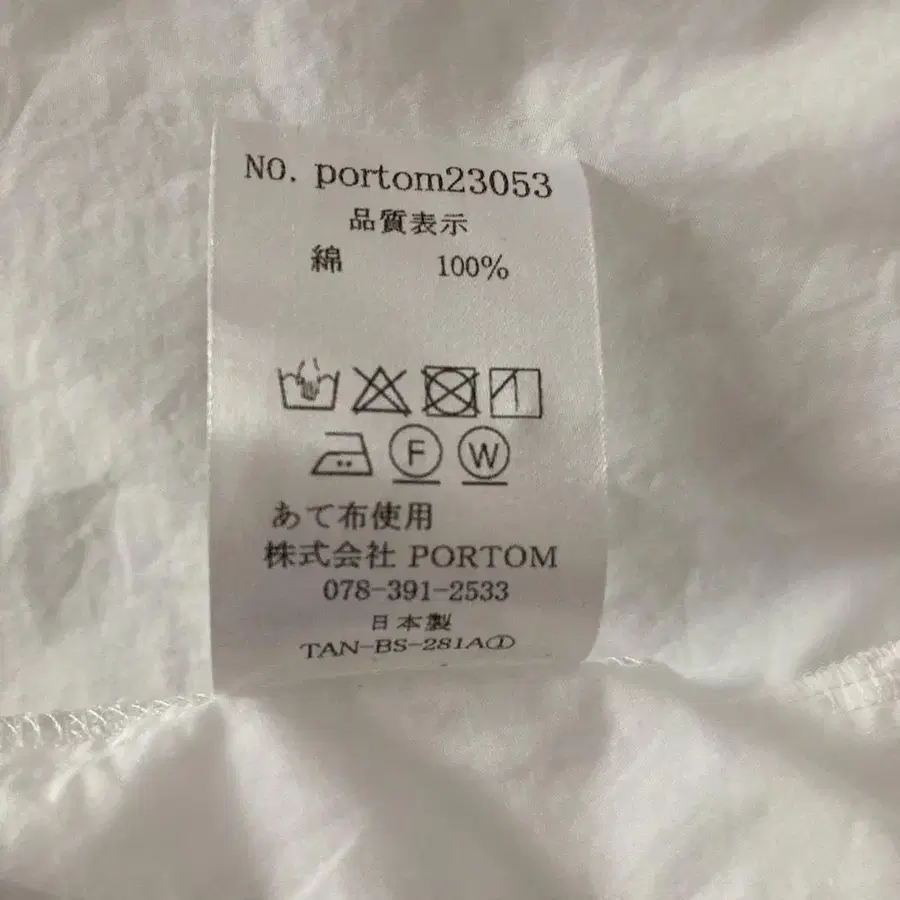 NO. portom23053
品質表示
綿 100%
F W
あて布使用
株式会社 PORTOM
078-391-2533
日本製
TAN-BS-281A①